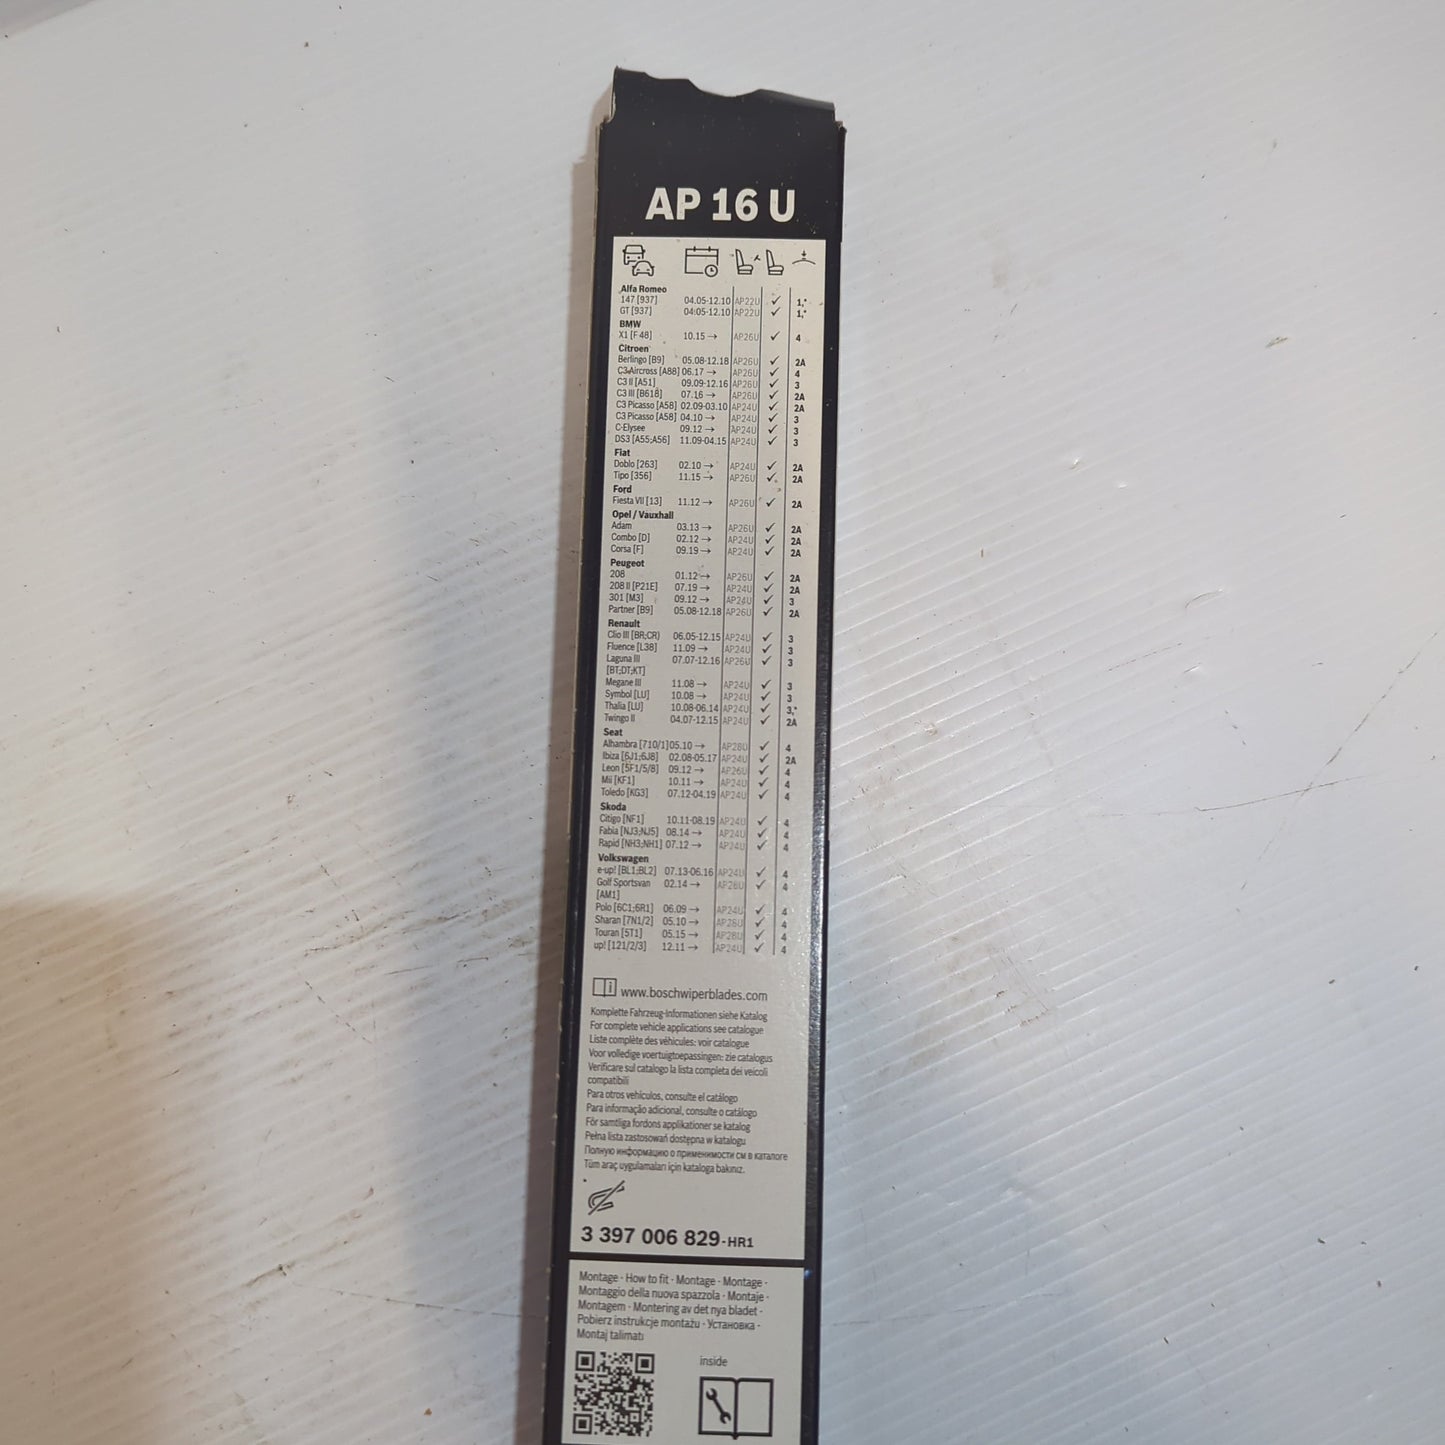 AP 16 U
Alfa Romeo
147 [937] 04.05-12.10 AP22U ✓ 1,*
GT [937] 04.05-12.10 AP22U ✓ 1,*
BMW
X1 [F48] 10.15 → AP26U ✓ 4
Citroen
Berlingo [B9] 05.08-12.18 AP26U ✓ 2A
C3-Aircross [A88] 06.17 → AP26U ✓ 4
C3 II [A51] 09.09-12.16 AP26U ✓ 3
C3 III [B618] 07.16 → AP26U ✓ 2A
C3 Picasso [A58] 02.09-03.10 AP24U ✓ 2A
C3 Picasso [A58] 04.10 → AP24U ✓ 3
C-Elysee 09.12 → AP24U ✓ 3
DS3 [A55;A56] 11.09-04.15 AP24U ✓ 3
Fiat
Doblo [263] 02.10 → AP24U ✓ 2A
Tipo [356] 11.15 → AP26U ✓ 2A
Ford
Fiesta VII [13] 11.12 → AP26U ✓ 2A
Opel / Vauxhall
Adam 03.13 → AP26U ✓ 2A
Combo [D] 02.12 → AP24U ✓ 2A
Corsa [F] 09.19 → AP24U ✓ 2A
Peugeot
208 01.12 → AP26U ✓ 2A
208 II [P21E] 07.19 → AP24U ✓ 2A
301 [M3] 09.12 → AP24U ✓ 3
Partner [B9] 05.08-12.18 AP26U ✓ 2A
Renault
Clio III [BR;CR) 06.05-12.15 AP24U ✓ 3
Fluence [L38] 11.09 → AP24U ✓ 3
Laguna III 07.07-12.16 AP26U ✓ 3
[BT;DT;KT]
Megane III 11.08 → AP24U ✓ 3
Symbol [LU] 10.08 → AP24U ✓ 3
Thalia [LU] 10.08-06.14 AP24U ✓ 3,*
Twingo II 04.07-12.15 AP24U ✓ 2A
Seat
Alhambra [710/1] 05.10 → AP28U ✓ 4
Ibiza [6J1;6J8] 02.08-05.17 AP24U ✓ 2A
Leon [5F1/5/8] 09.12 → AP26U ✓ 4
Mii [KF1] 10.11 → AP24U ✓ 4
Toledo [KG3] 07.12-04.19 AP24U ✓ 4
Skoda
Citigo [NF1] 10.11-08.19 AP24U ✓ 4
Fabia [NJ3;NJ5] 08.14 → AP24U ✓ 4
Rapid [NH3;NH1] 07.12 → AP24U ✓ 4
Volkswagen
e-up! [BL1;BL2] 07.13-06.16 AP24U ✓ 4
Golf Sportsvan 02.14 → AP26U ✓ 4
[AM1]
Polo [6C1;6R1] 06.09 → AP24U ✓ 4
Sharan [7N1/2] 05.10 → AP28U ✓ 4
Touran [5T1] 05.15 → AP28U ✓ 4
up! [121/2/3] 12.11 → AP24U ✓ 4
i www.boschwiperblades.com
Komplette Fahrzeug-Informationen siehe Katalog
For complete vehicle applications see catalogue
Liste complète des véhicules: voir catalogue
Voor volledige voertuigtoepassingen: zie catalogus
Verificare sul catalogo la lista completa dei veicoli
compatibili
Para otros vehículos, consulte el catálogo
Para informação adicional, consulte o catálogo
För samtliga fordons applikationer se katalog
Pełna lista zastosowań dostępna w katalogu
Полную информацию о применимости см в каталоге
Tüm araç uygulamaları için kataloga bakınız.
3 397 006 829-HR1
Montage · How to fit · Montage · Montage ·
Montaggio della nuova spazzola · Montaje ·
Montagem · Montering av det nya bladet ·
Pobierz instrukcje montażu · Установка ·
Montaj talimatı
inside